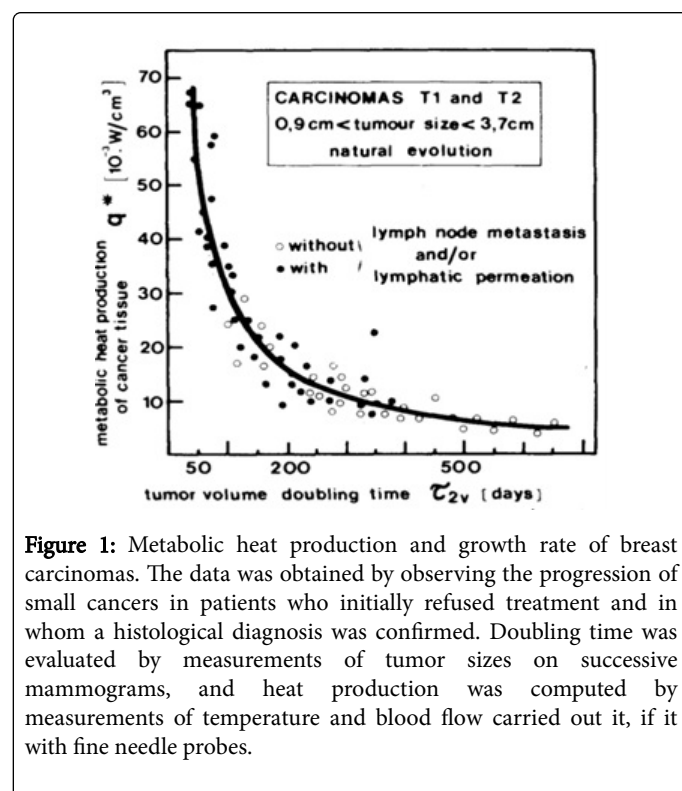 70
60
50
40
30
20
10
metabolic heat production
of cancer tissue
q* [10⁻³.W/cm³]
CARCINOMAS T1 and T2
0,9cm<tumour size<3,7cm
natural evolution
○ without \ lymph node metastasis
and/or
● with / lymphatic permeation
50 200 500
tumor volume doubling time 𝜏2v [days]
Figure 1: Metabolic heat production and growth rate of breast
carcinomas. The data was obtained by observing the progression of
small cancers in patients who initially refused treatment and in
whom a histological diagnosis was confirmed. Doubling time was
evaluated by measurements of tumor sizes on successive
mammograms, and heat production was computed by
measurements of temperature and blood flow carried out it, if it
with fine needle probes.